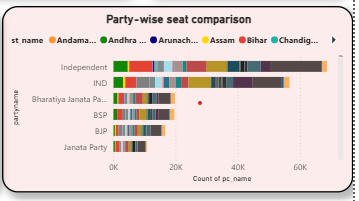 Party-wise seat comparison
st_name Andama... Andhra ... Arunach... Assam Bihar Chandig...
partyname
Independent
IND
Bharatiya Janata Pa...
BSP
BJP
Janata Party
0K 20K 40K 60K
Count of pc_name